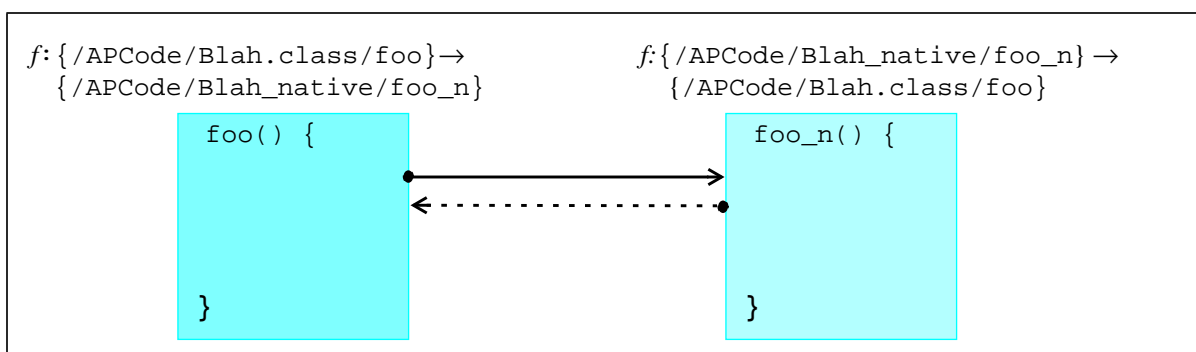 f: {/APCode/Blah.class/foo}→
{/APCode/Blah_native/foo_n}
f:{/APCode/Blah_native/foo_n}→
{/APCode/Blah.class/foo}
foo() {
}
foo_n() {
}